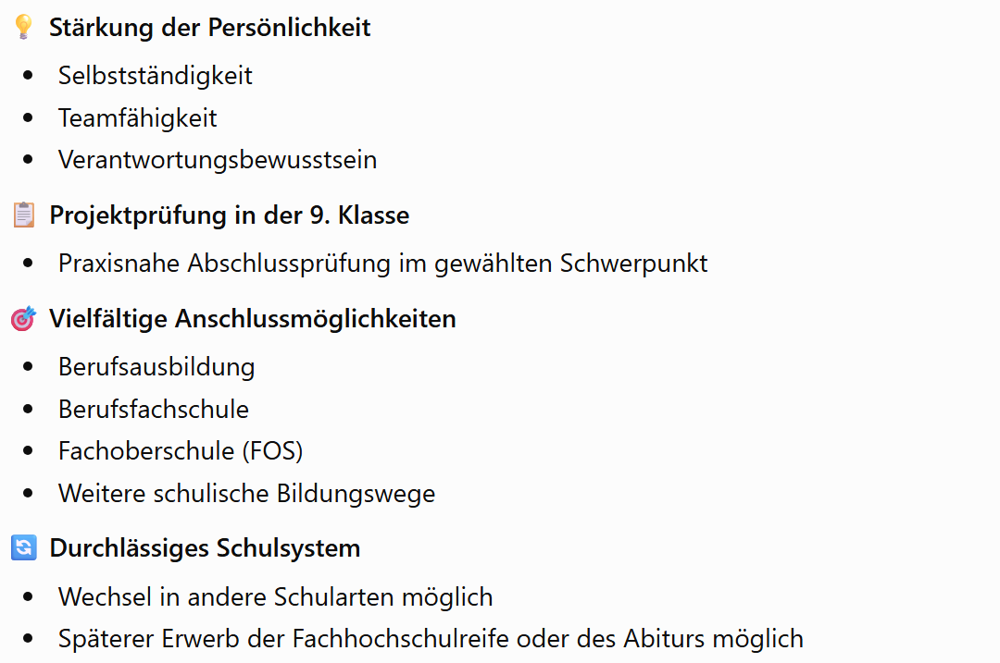 💡 Stärkung der Persönlichkeit
• Selbstständigkeit
• Teamfähigkeit
• Verantwortungsbewusstsein
📋 Projektprüfung in der 9. Klasse
• Praxisnahe Abschlussprüfung im gewählten Schwerpunkt
🎯 Vielfältige Anschlussmöglichkeiten
• Berufsausbildung
• Berufsfachschule
• Fachoberschule (FOS)
• Weitere schulische Bildungswege
🔄 Durchlässiges Schulsystem
• Wechsel in andere Schularten möglich
• Späterer Erwerb der Fachhochschulreife oder des Abiturs möglich